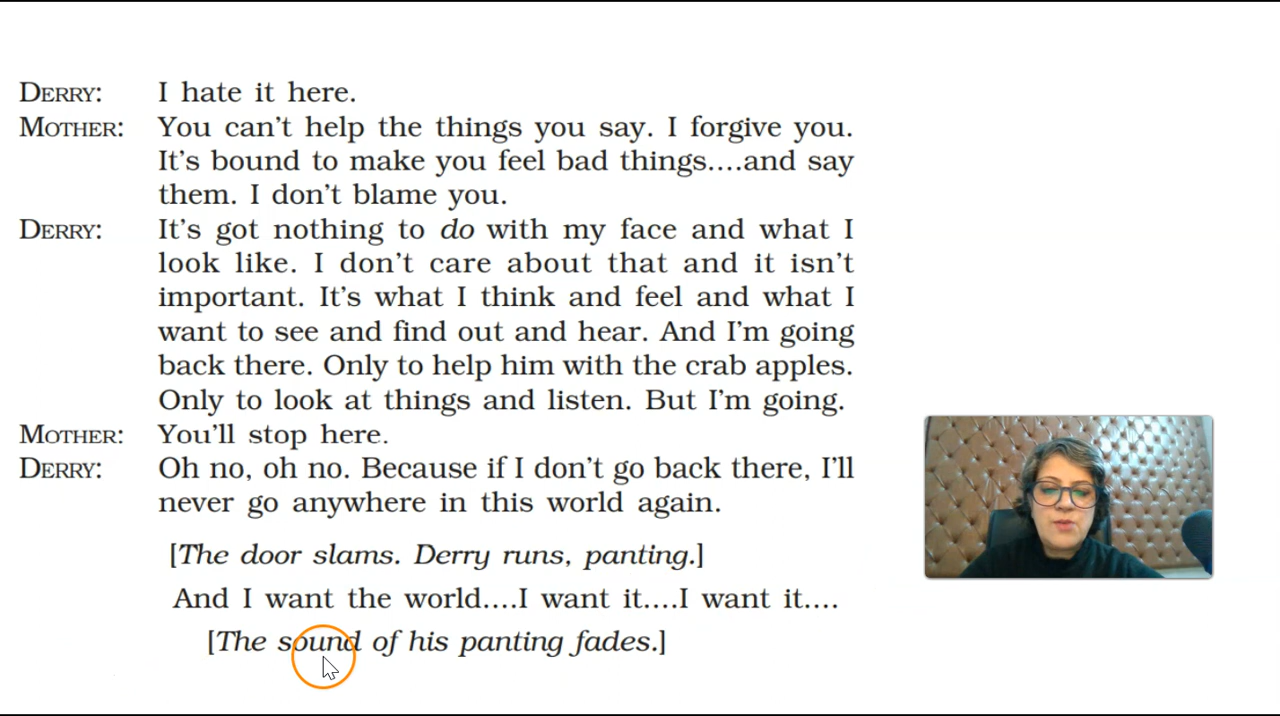 DERRY: I hate it here.
MOTHER: You can't help the things you say. I forgive you.
It's bound to make you feel bad things....and say
them. I don't blame you.
DERRY: It's got nothing to do with my face and what I
look like. I don't care about that and it isn't
important. It's what I think and feel and what I
want to see and find out and hear. And I'm going
back there. Only to help him with the crab apples.
Only to look at things and listen. But I'm going.
MOTHER: You'll stop here.
DERRY: Oh no, oh no. Because if I don't go back there, I'll
never go anywhere in this world again.
[The door slams. Derry runs, panting.]
And I want the world....I want it....I want it....
[The sound of his panting fades.]